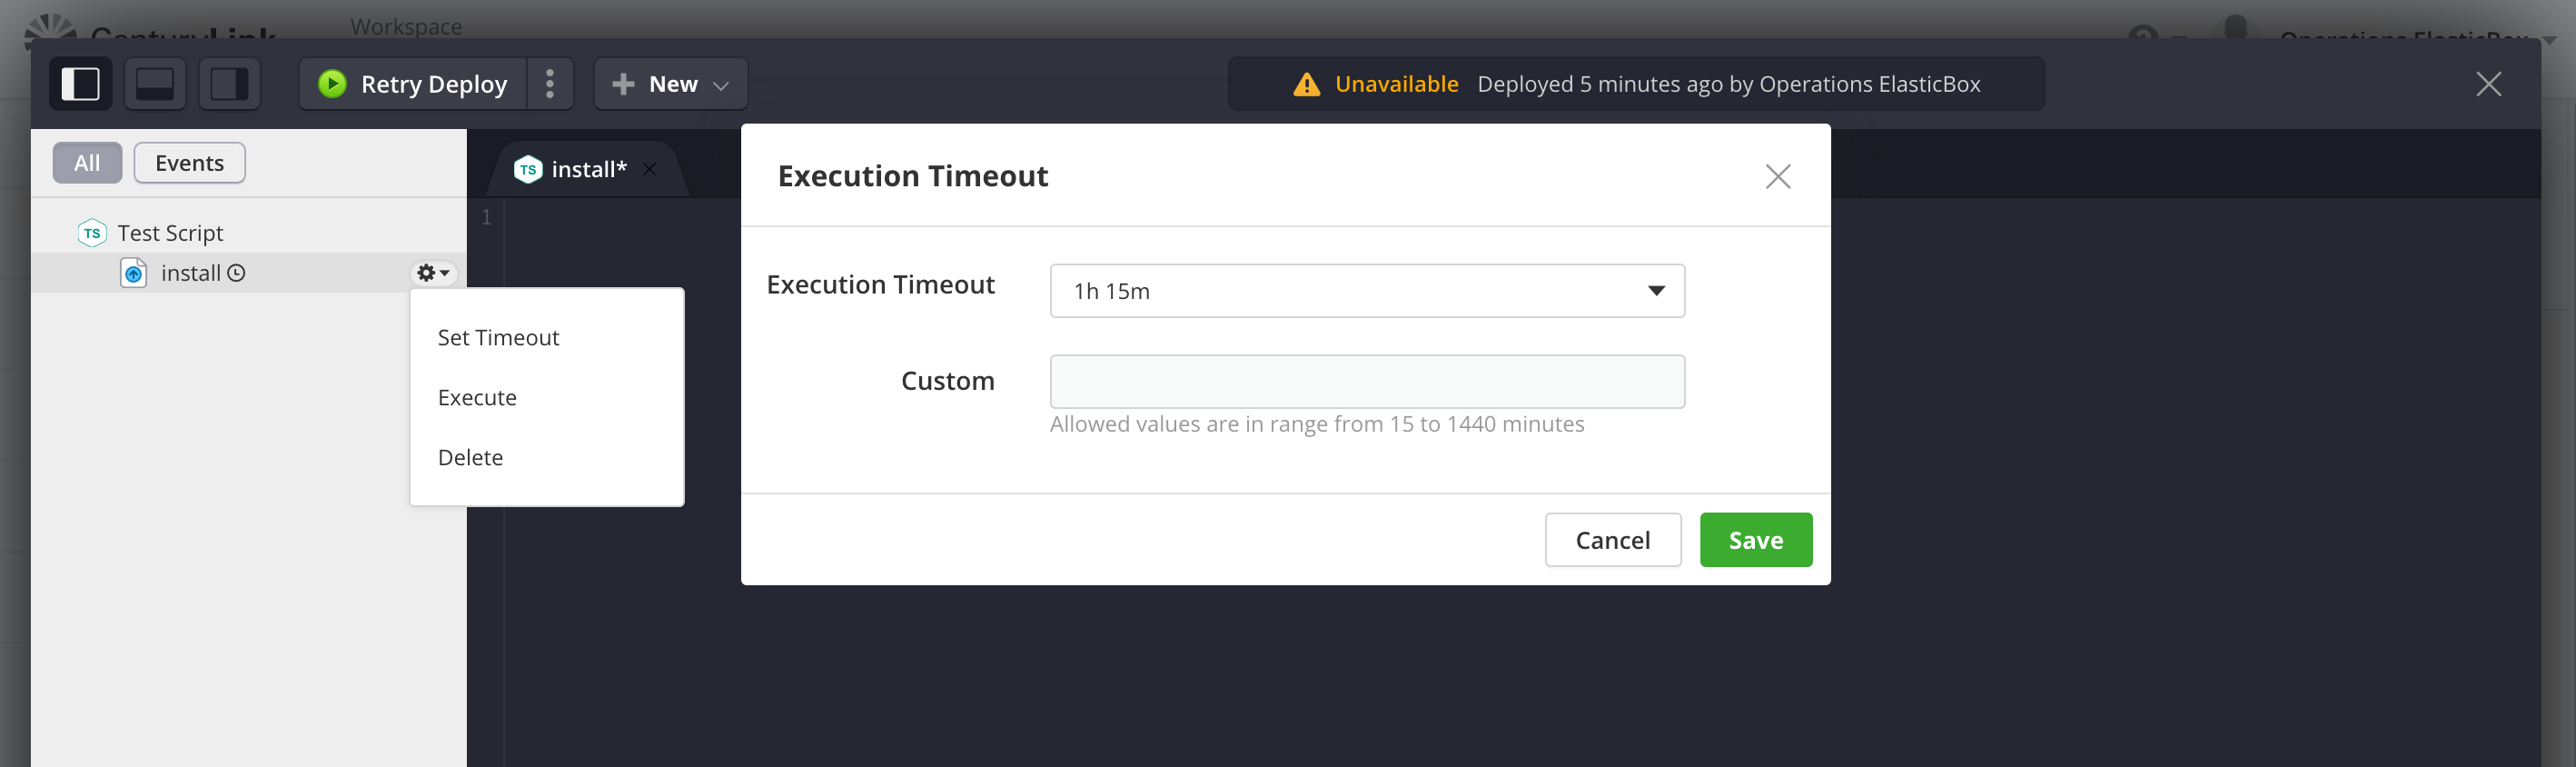 CenturyLink
Workspace
Operations ElasticBox
Retry Deploy
New
Unavailable Deployed 5 minutes ago by Operations ElasticBox
All
Events
TS install*
1
TS Test Script
install
Set Timeout
Execute
Delete
Execution Timeout
Execution Timeout
1h 15m
Custom
Allowed values are in range from 15 to 1440 minutes
Cancel
Save